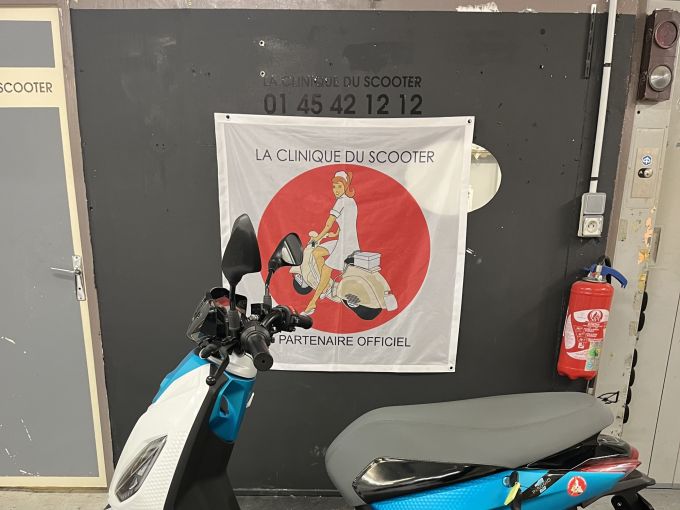 SCOOTER
LA CLINIQUE DU SCOOTER
01 45 42 12 12
LA CLINIQUE DU SCOOTER
PARTENAIRE OFFICIEL